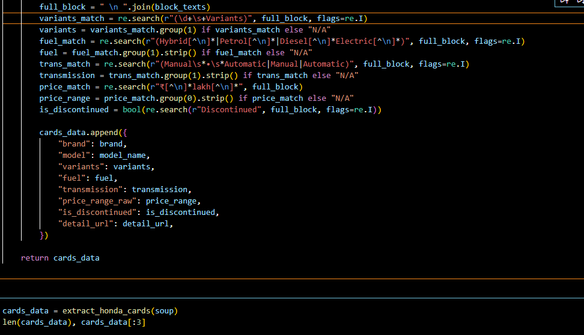 full_block = " \n ".join(block_texts)
variants_match = re.search(r"(\d+\s+Variants)", full_block, flags=re.I)
variants = variants_match.group(1) if variants_match else "N/A"
fuel_match = re.search(r"(Hybrid[^\n]*|Petrol[^\n]*|Diesel[^\n]*|Electric[^\n]*)", full_block, flags=re.I)
fuel = fuel_match.group(1).strip() if fuel_match else "N/A"
trans_match = re.search(r"(Manual\s*+\s*Automatic|Manual|Automatic)", full_block, flags=re.I)
transmission = trans_match.group(1).strip() if trans_match else "N/A"
price_match = re.search(r"₹[^\n]*lakh[^\n]*", full_block)
price_range = price_match.group(0).strip() if price_match else "N/A"
is_discontinued = bool(re.search(r"Discontinued", full_block, flags=re.I))
cards_data.append({
"brand": brand,
"model": model_name,
"variants": variants,
"fuel": fuel,
"transmission": transmission,
"price_range_raw": price_range,
"is_discontinued": is_discontinued,
"detail_url": detail_url,
})
return cards_data
cards_data = extract_honda_cards(soup)
len(cards_data), cards_data[:3]